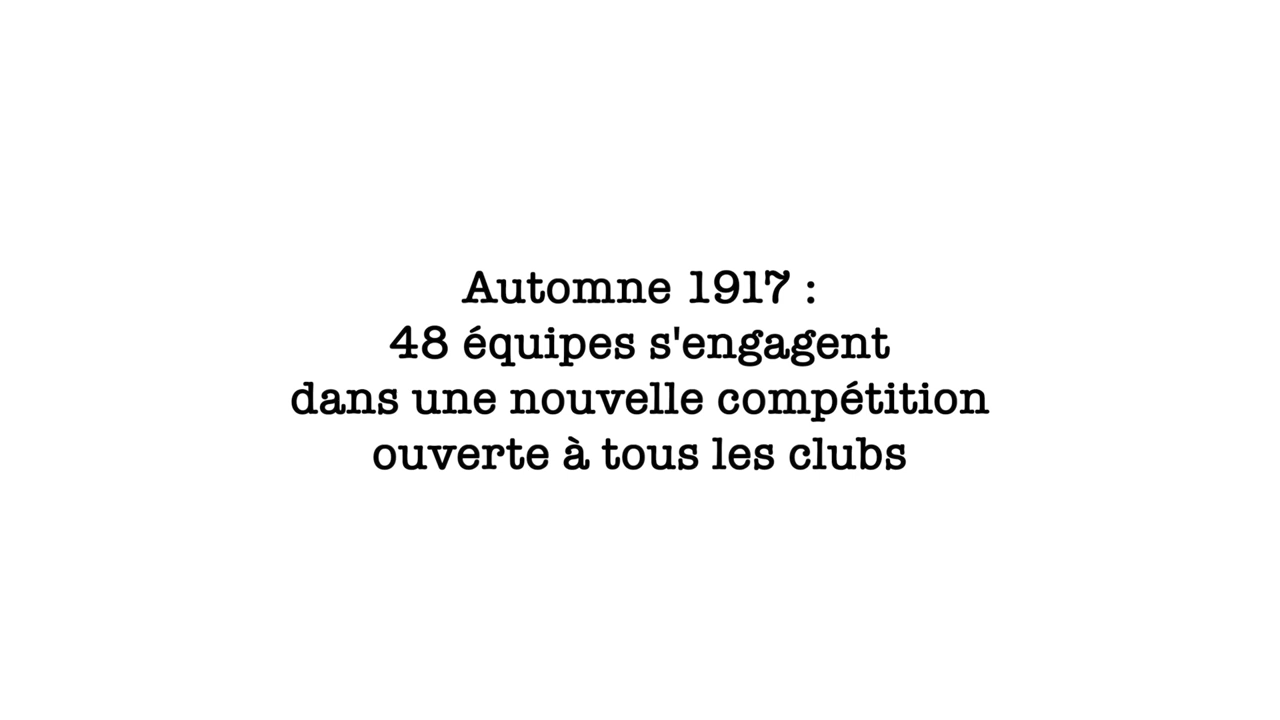 Automne 1917 :
48 équipes s'engagent
dans une nouvelle compétition
ouverte à tous les clubs